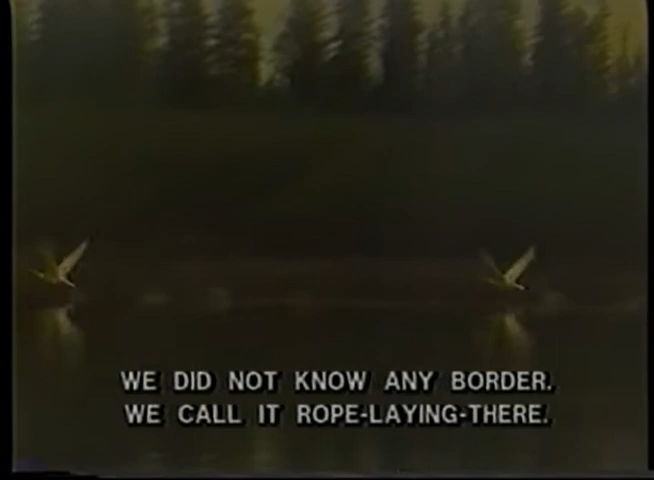 WE DID NOT KNOW ANY BORDER.
WE CALL IT ROPE-LAYING-THERE.